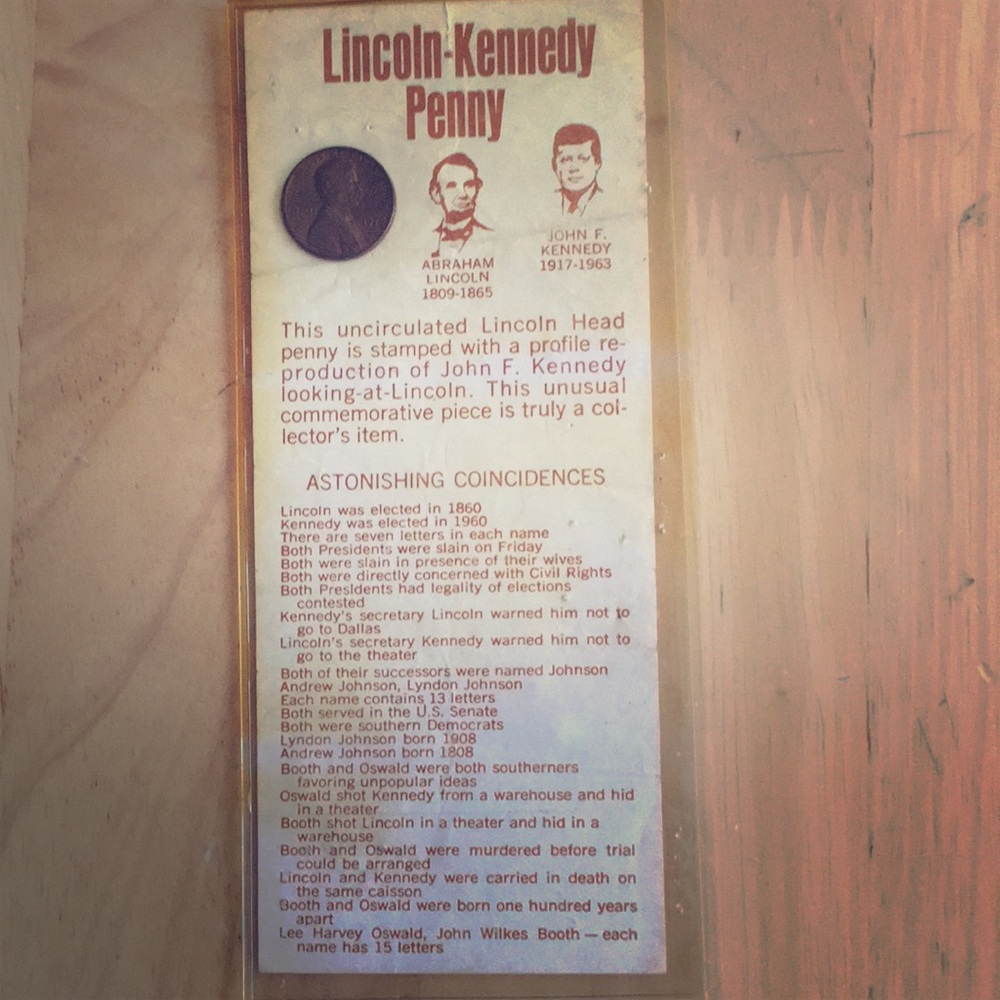 Lincoln-Kennedy
Penny
ABRAHAM
LINCOLN
1809-1865
JOHN F.
KENNEDY
1917-1963
This uncirculated Lincoln Head
penny is stamped with a profile re-
production of John F. Kennedy
looking-at-Lincoln. This unusual
commemorative piece is truly a col-
lector's item.
ASTONISHING COINCIDENCES
Lincoln was elected in 1860
Kennedy was elected in 1960
There are seven letters in each name
Both Presidents were slain on Friday
Both were slain in presence of their wives
Both were directly concerned with Civil Rights
Both Presidents had legality of elections
contested
Kennedy's secretary Lincoln warned him not to
go to Dallas
Lincoln's secretary Kennedy warned him not to
go to the theater
Both of their successors were named Johnson
Andrew Johnson, Lyndon Johnson
Each name contains 13 letters
Both served in the U.S. Senate
Both were southern Democrats
Lyndon Johnson born 1908
Andrew Johnson born 1808
Booth and Oswald were both southerners
favoring unpopular ideas
Oswald shot Kennedy from a warehouse and hid
in a theater
Booth shot Lincoln in a theater and hid in a
warehouse
Booth and Oswald were murdered before trial
could be arranged
Lincoln and Kennedy were carried in death on
the same caisson
Booth and Oswald were born one hundred years
apart
Lee Harvey Oswald, John Wilkes Booth — each
name has 15 letters